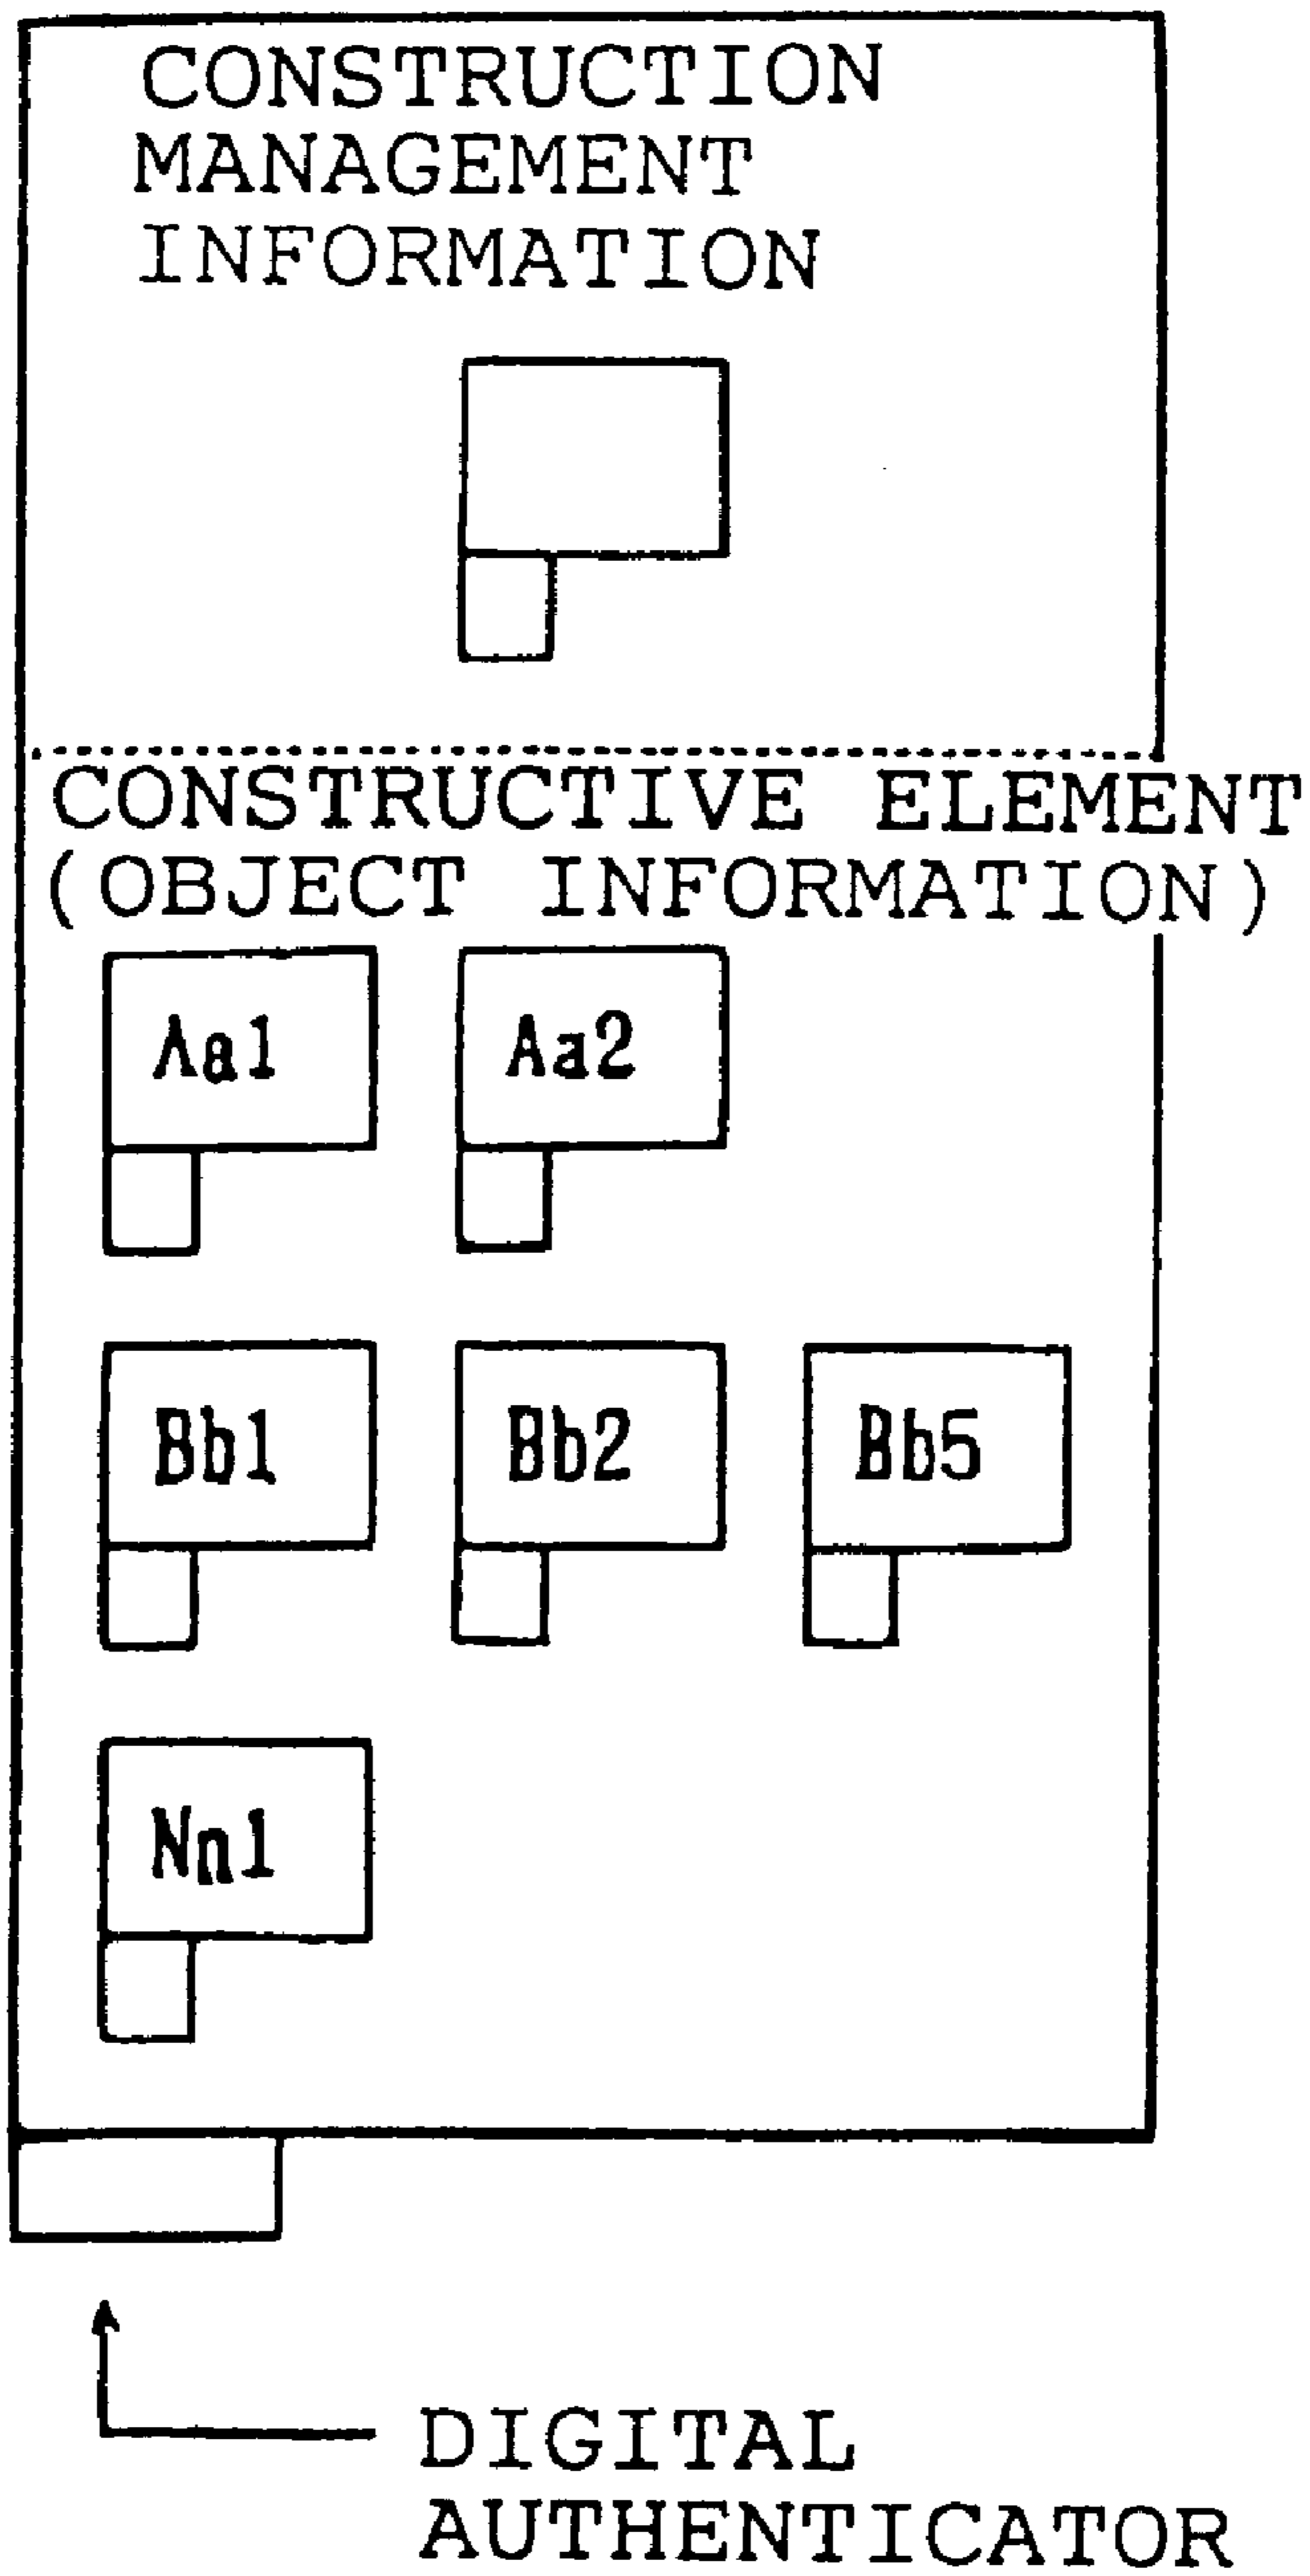 CONSTRUCTION
MANAGEMENT
INFORMATION
CONSTRUCTIVE ELEMENT
(OBJECT INFORMATION)
Aa1 Aa2
Bb1 Bb2 Bb5
Nn1
DIGITAL
AUTHENTICATOR